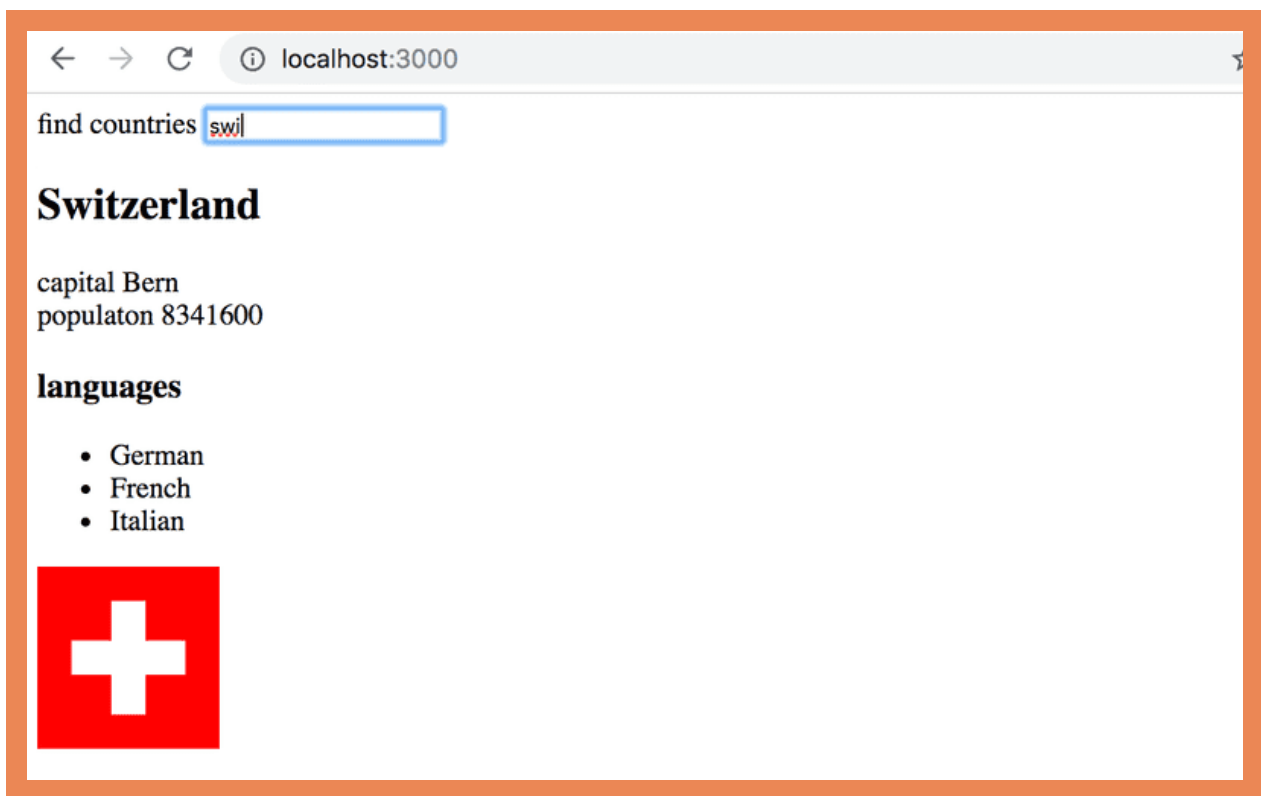 localhost:3000
find countries swi
Switzerland
capital Bern
populaton 8341600
languages
German
French
Italian